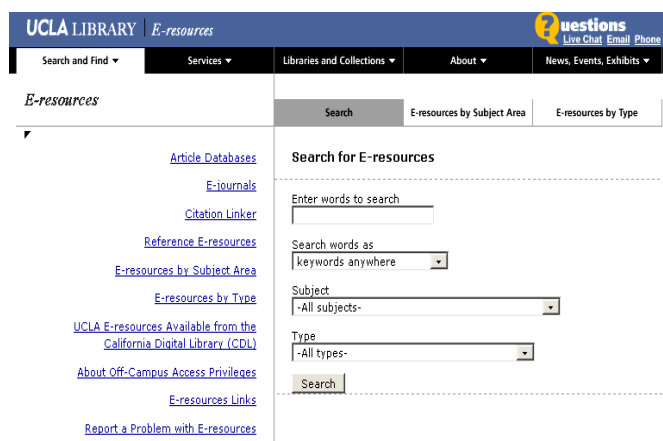 UCLA LIBRARY E-resources
Questions
Live Chat Email Phone
Search and Find Services Libraries and Collections About News, Events, Exhibits
E-resources
Search E-resources by Subject Area E-resources by Type
Article Databases
E-journals
Citation Linker
Reference E-resources
E-resources by Subject Area
E-resources by Type
UCLA E-resources Available from the
California Digital Library (CDL)
About Off-Campus Access Privileges
E-resources Links
Report a Problem with E-resources
Search for E-resources
Enter words to search
Search words as
keywords anywhere
Subject
-All subjects-
Type
-All types-
Search